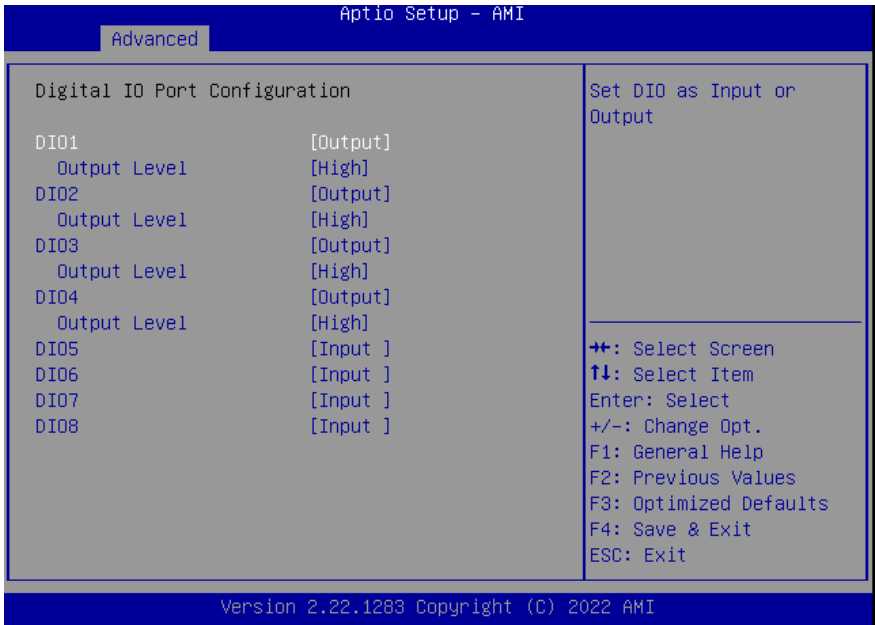 Aptio Setup – AMI
Advanced
Digital IO Port Configuration
DIO1 [Output]
Output Level [High]
DIO2 [Output]
Output Level [High]
DIO3 [Output]
Output Level [High]
DIO4 [Output]
Output Level [High]
DIO5 [Input ]
DIO6 [Input ]
DIO7 [Input ]
DIO8 [Input ]
Set DIO as Input or
Output
→←: Select Screen
↑↓: Select Item
Enter: Select
+/-: Change Opt.
F1: General Help
F2: Previous Values
F3: Optimized Defaults
F4: Save & Exit
ESC: Exit
Version 2.22.1283 Copyright (C) 2022 AMI